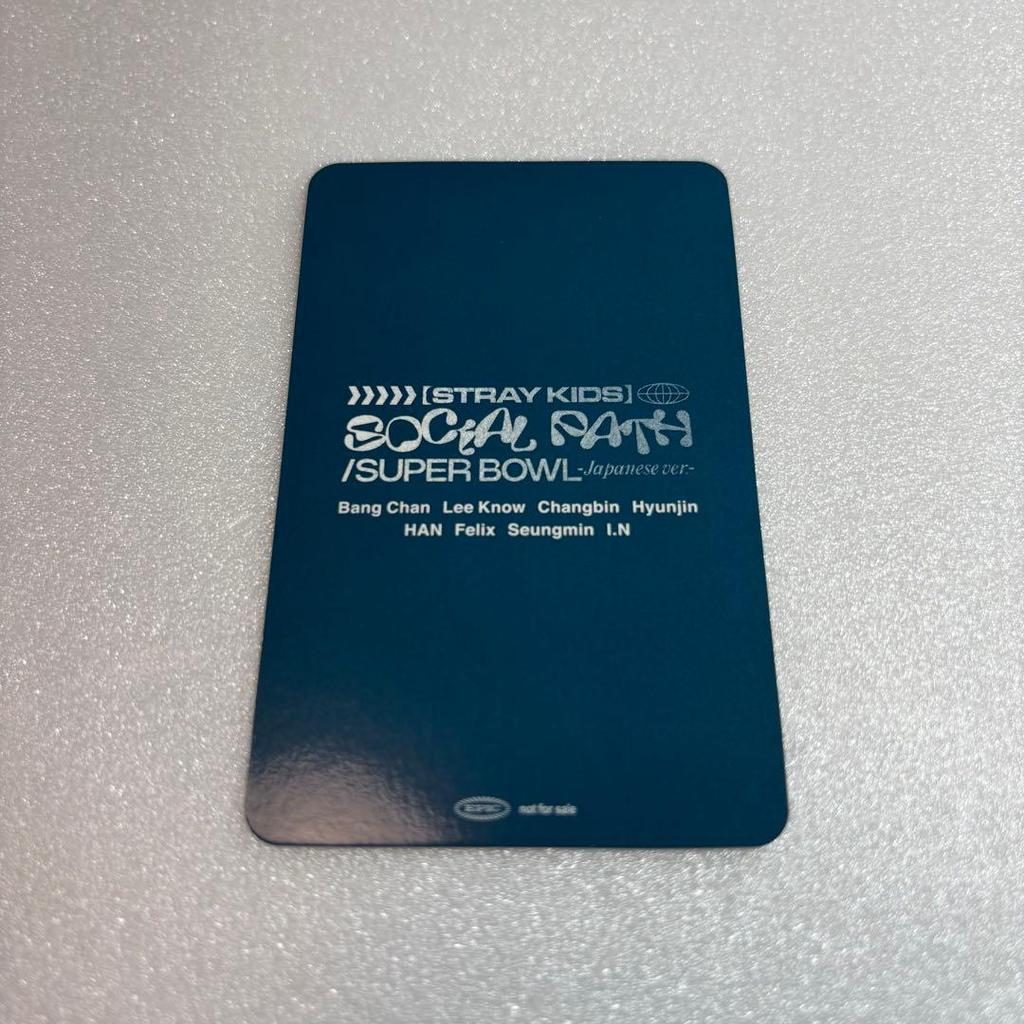 [STRAY KIDS]
SOCIAL PATH
/SUPER BOWL -Japanese ver.-
Bang Chan Lee Know Changbin Hyunjin
HAN Felix Seungmin I.N
EPIC not for sale